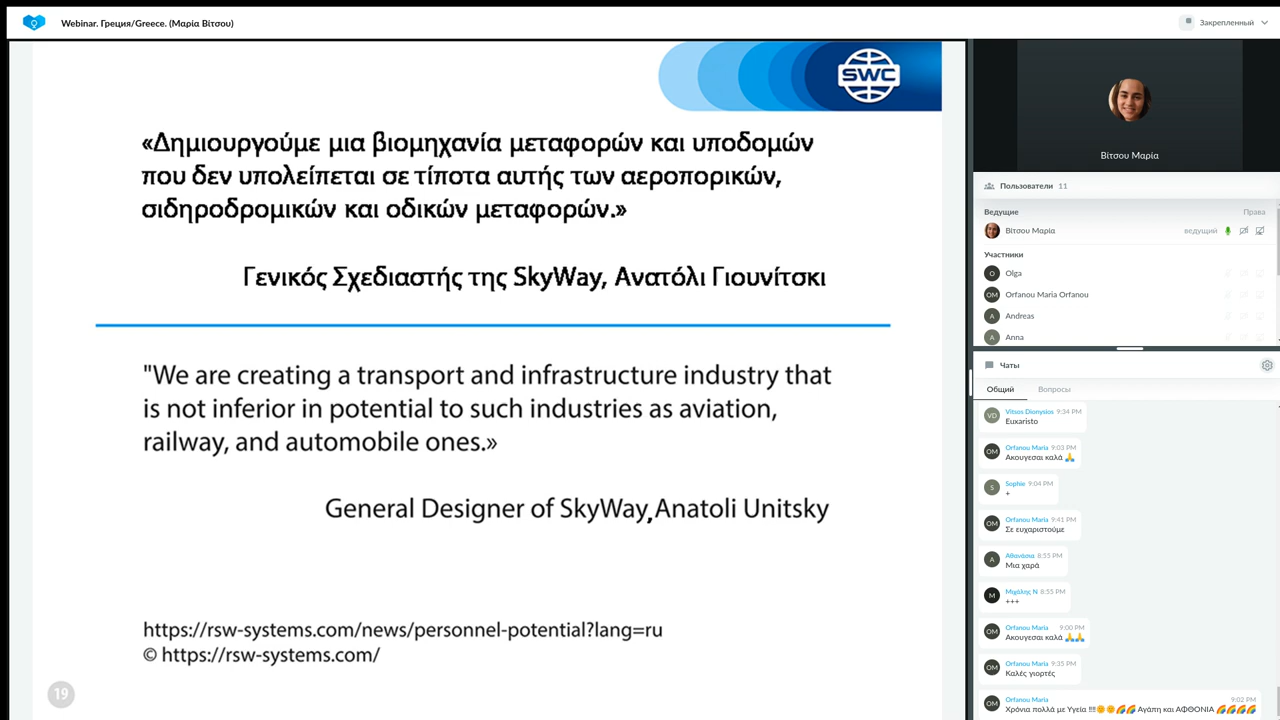 Webinar. Греция/Greece. (Μαρία Βίτσου)
Закрепленный
SWC
«Δημιουργούμε μια βιομηχανία μεταφορών και υποδομών
που δεν υπολείπεται σε τίποτα αυτής των αεροπορικών,
σιδηροδρομικών και οδικών μεταφορών.»
Γενικός Σχεδιαστής της SkyWay, Ανατόλι Γιουνίτσκι
"We are creating a transport and infrastructure industry that
is not inferior in potential to such industries as aviation,
railway, and automobile ones.»
General Designer of SkyWay, Anatoli Unitsky
https://rsw-systems.com/news/personnel-potential?lang=ru
© https://rsw-systems.com/
19
Βίτσου Μαρία
Пользователи 11
Ведущие Права
Βίτσου Μαρία ведущий
Участники
O Olga
OM Orfanou Maria Orfanou
A Andreas
A Anna
Чаты
Общий Вопросы
VD Vitsos Dionysios 9:34 PM
Euxaristo
OM Orfanou Maria 9:03 PM
Ακουγεσαι καλά 🙏
S Sophie 9:04 PM
+
OM Orfanou Maria 9:41 PM
Σε ευχαριστούμε
A Αθανάσια 8:55 PM
Μια χαρά
M Μιχάλης Ν 8:55 PM
+++
OM Orfanou Maria 9:00 PM
Ακουγεσαι καλά 🙏🙏
OM Orfanou Maria 9:35 PM
Καλές γιορτές
OM Orfanou Maria 9:02 PM
Χρόνια πολλά με Υγεία !!!!🌞🌞🌈🌈 Αγάπη και ΑΦΘΟΝΙΑ 🌈🌈🌈🌈